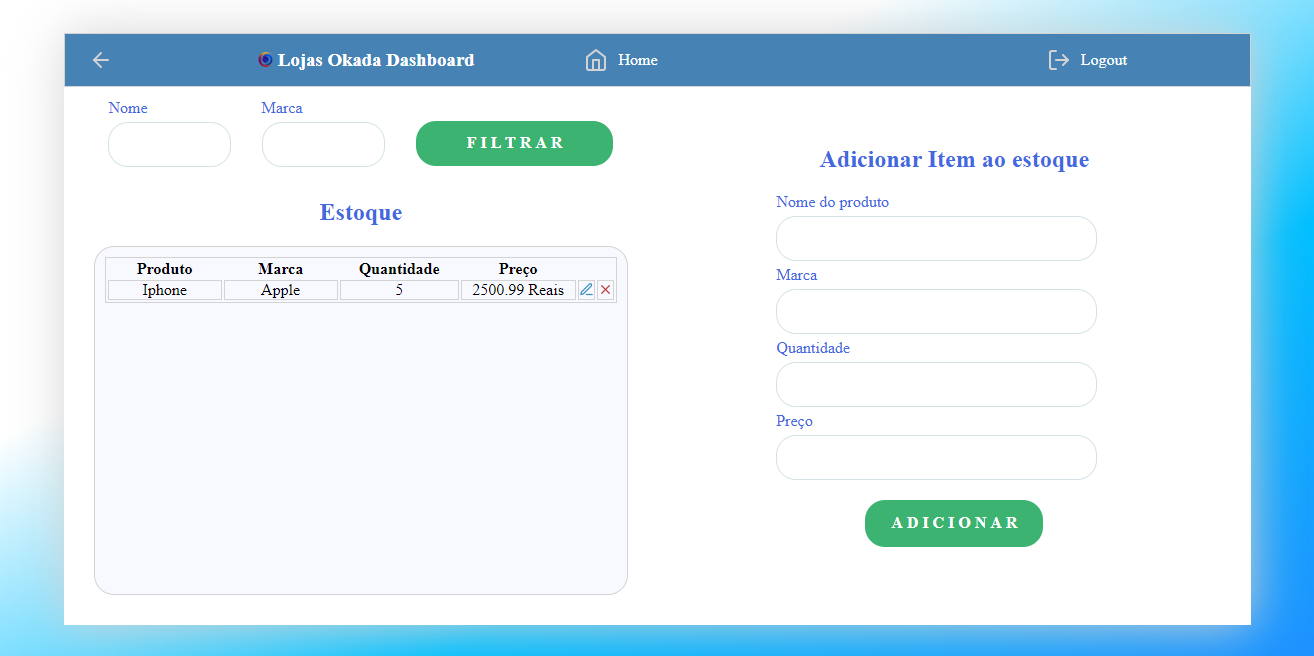 Lojas Okada Dashboard Home Logout
Nome Marca
FILTRAR
Estoque
Produto Marca Quantidade Preço
Iphone Apple 5 2500.99 Reais
Adicionar Item ao estoque
Nome do produto
Marca
Quantidade
Preço
ADICIONAR